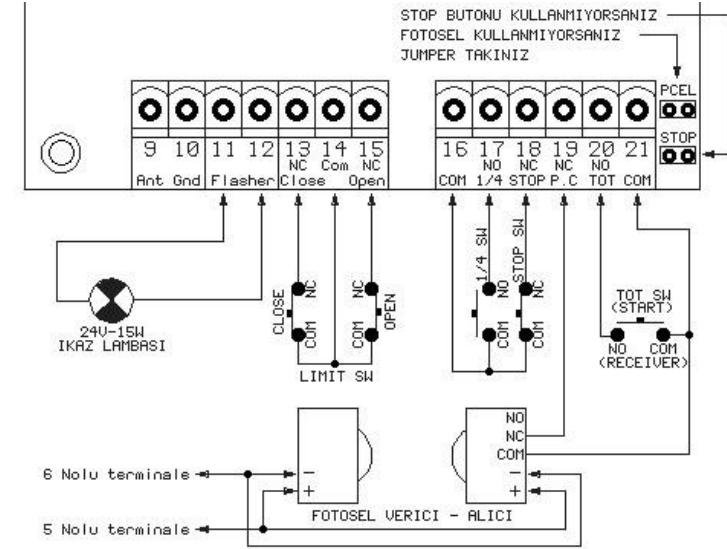 STOP BUTONU KULLANMIYORSANIZ
FOTOSEL KULLANMIYORSANIZ
JUMPER TAKINIZ
PCEL
STOP
9 10 11 12 13 14 15 16 17 18 19 20 21
NC Com NC NO NC NC NO
Ant Gnd Flasher Close Open COM 1/4 STOP P.C TOT COM
24V-15W
IKAZ LAMBASI
CLOSE
NC
COM
NC
COM
OPEN
LIMIT SW
1/4 SW
NO
COM
STOP SW
NC
COM
TOT SW
(START)
NO COM
(RECEIVER)
NO
NC
COM
-
+
-
+
6 Nolu terminale
5 Nolu terminale
FOTOSEL VERICI - ALICI